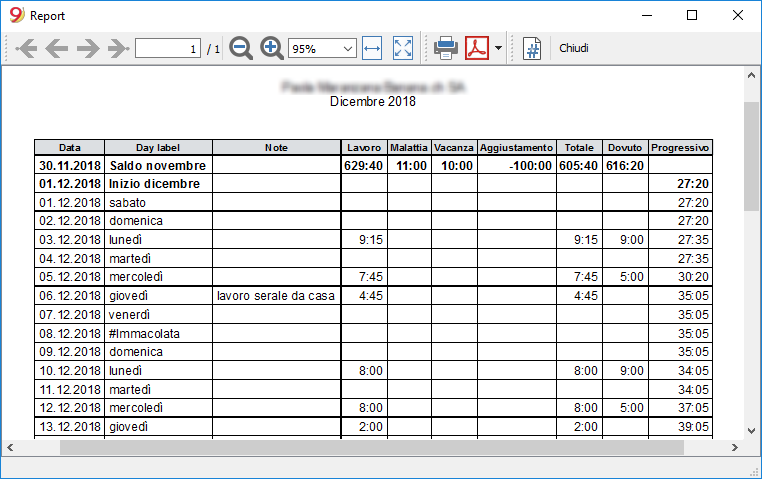 9 Report
1 / 1 95% Chiudi
Dicembre 2018
Data Day label Note Lavoro Malattia Vacanza Aggiustamento Totale Dovuto Progressivo
30.11.2018 Saldo novembre 629:40 11:00 10:00 -100:00 605:40 616:20
01.12.2018 Inizio dicembre 27:20
01.12.2018 sabato 27:20
02.12.2018 domenica 27:20
03.12.2018 lunedì 9:15 9:15 9:00 27:35
04.12.2018 martedì 27:35
05.12.2018 mercoledì 7:45 7:45 5:00 30:20
06.12.2018 giovedì lavoro serale da casa 4:45 4:45 35:05
07.12.2018 venerdì 35:05
08.12.2018 #Immacolata 35:05
09.12.2018 domenica 35:05
10.12.2018 lunedì 8:00 8:00 9:00 34:05
11.12.2018 martedì 34:05
12.12.2018 mercoledì 8:00 8:00 5:00 37:05
13.12.2018 giovedì 2:00 2:00 39:05